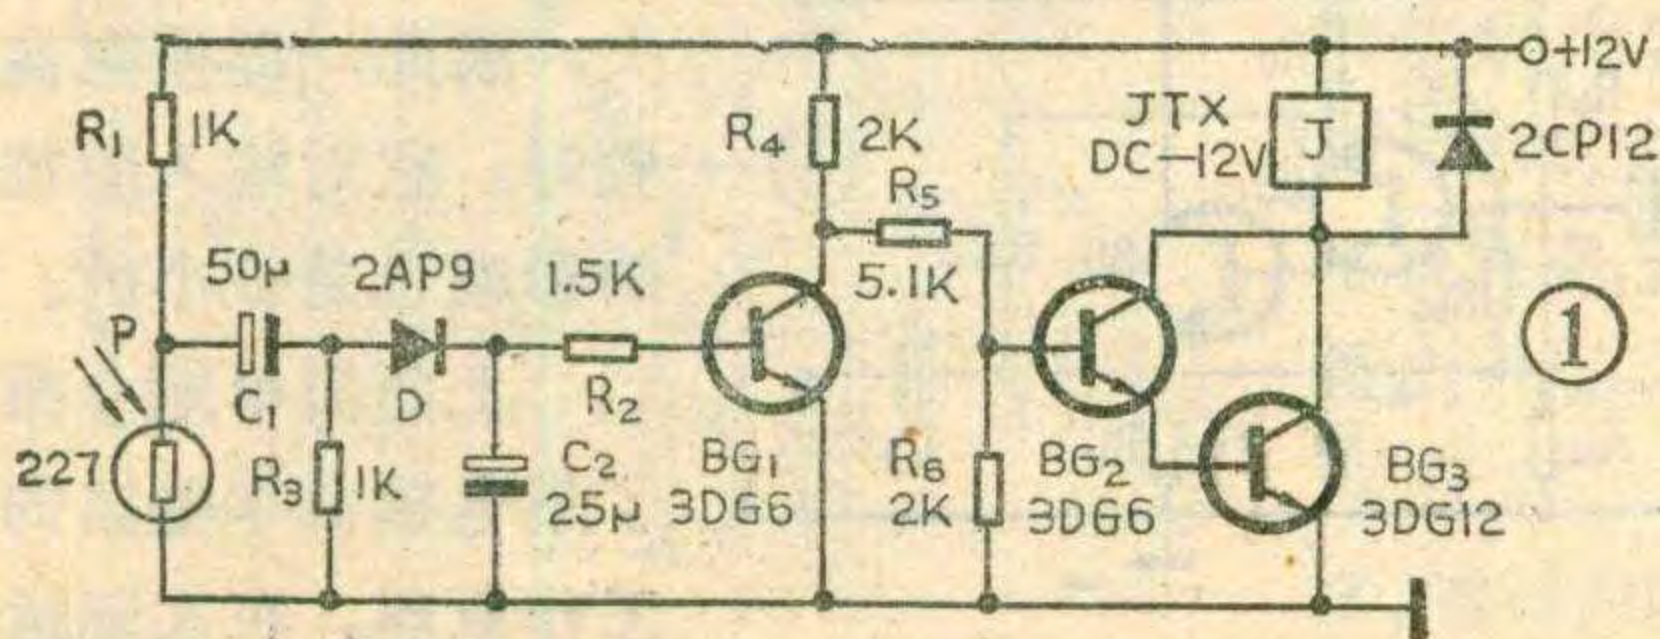 +12V
R1 1K
R4 2K
JTX
DC-12V
J
2CP12
R5
5.1K
50μ
2AP9
1.5K
P
C1
D
R2
①
227
R3 1K
C2
25μ
BG1
3DG6
R6
2K
BG2
3DG6
BG3
3DG12